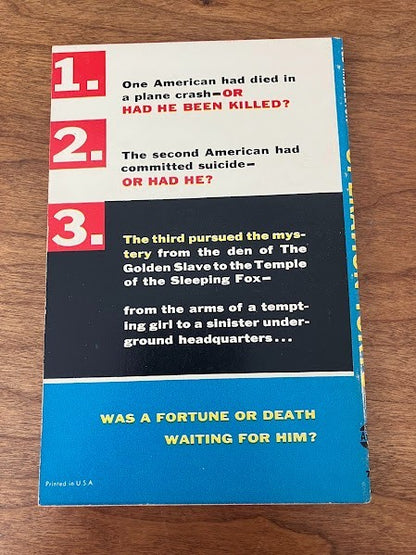 1.
One American had died in
a plane crash—OR
HAD HE BEEN KILLED?
2.
The second American had
committed suicide—
OR HAD HE?
3.
The third pursued the mys-
tery from the den of The
Golden Slave to the Temple
of the Sleeping Fox—
from the arms of a tempt-
ing girl to a sinister under-
ground headquarters...
WAS A FORTUNE OR DEATH
WAITING FOR HIM?
Printed in U.S.A